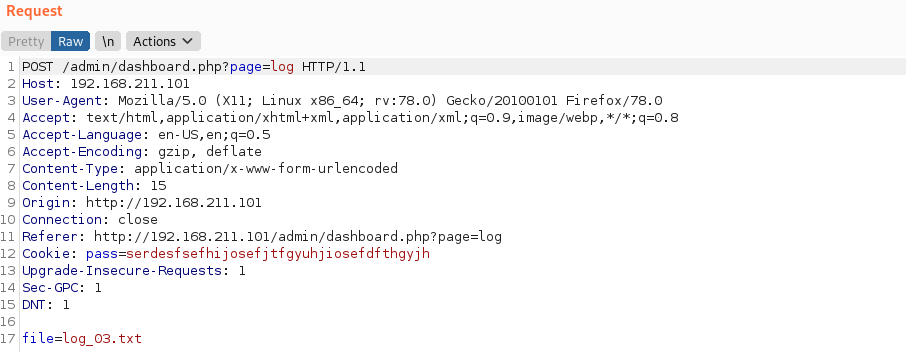 Request
Pretty Raw \n Actions
1 POST /admin/dashboard.php?page=log HTTP/1.1
2 Host: 192.168.211.101
3 User-Agent: Mozilla/5.0 (X11; Linux x86_64; rv:78.0) Gecko/20100101 Firefox/78.0
4 Accept: text/html,application/xhtml+xml,application/xml;q=0.9,image/webp,*/*;q=0.8
5 Accept-Language: en-US,en;q=0.5
6 Accept-Encoding: gzip, deflate
7 Content-Type: application/x-www-form-urlencoded
8 Content-Length: 15
9 Origin: http://192.168.211.101
10 Connection: close
11 Referer: http://192.168.211.101/admin/dashboard.php?page=log
12 Cookie: pass=serdesfsefhijosefjtfgyuhjiosefdfthgyjh
13 Upgrade-Insecure-Requests: 1
14 Sec-GPC: 1
15 DNT: 1
16
17 file=log_03.txt